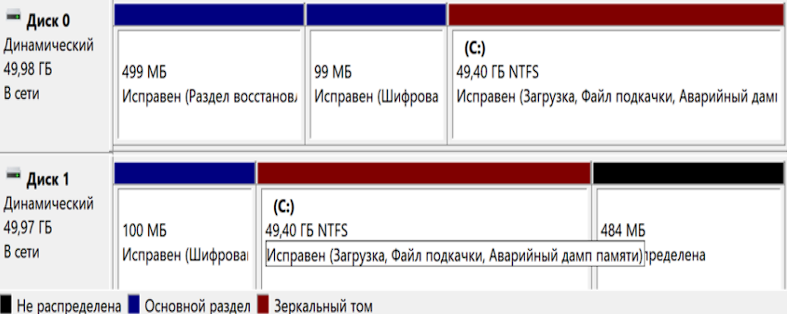 Диск 0
Динамический
49,98 ГБ
В сети
499 МБ
Исправен (Раздел восстанов
99 МБ
Исправен (Шифрова
(C:)
49,40 ГБ NTFS
Исправен (Загрузка, Файл подкачки, Аварийный дамп
Диск 1
Динамический
49,97 ГБ
В сети
100 МБ
Исправен (Шифрова
(C:)
49,40 ГБ NTFS
Исправен (Загрузка, Файл подкачки, Аварийный дамп памяти)
484 МБ
пределена
Не распределена Основной раздел Зеркальный том